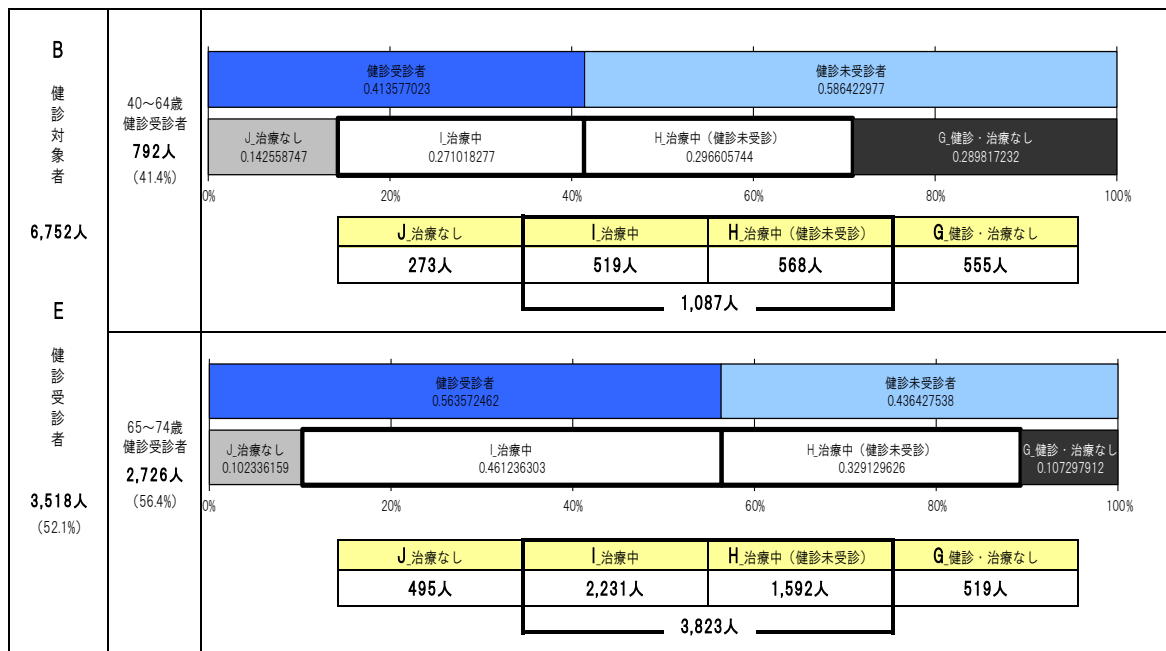 B
健
診
対
象
者
6,752人
E
健
診
受
診
者
3,518人
(52.1%)
40～64歳
健診受診者
792人
(41.4%)
健診受診者
0.413577023
健診未受診者
0.586422977
J_治療なし
0.142558747
I_治療中
0.271018277
H_治療中（健診未受診）
0.296605744
G_健診・治療なし
0.289817232
0%
20%
40%
60%
80%
100%
J_治療なし
I_治療中
H_治療中（健診未受診）
G_健診・治療なし
273人
519人
568人
555人
1,087人
65～74歳
健診受診者
2,726人
(56.4%)
健診受診者
0.563572462
健診未受診者
0.436427538
J_治療なし
0.102336159
I_治療中
0.461236303
H_治療中（健診未受診）
0.329129626
G_健診・治療なし
0.107297912
0%
20%
40%
60%
80%
100%
J_治療なし
I_治療中
H_治療中（健診未受診）
G_健診・治療なし
495人
2,231人
1,592人
519人
3,823人